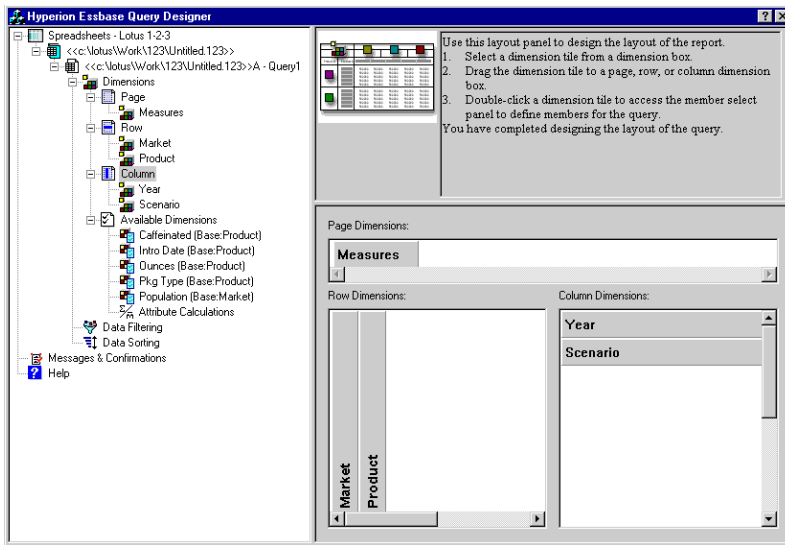 Hyperion Essbase Query Designer
Spreadsheets - Lotus 1-2-3
<<c:\lotus\Work\123\Untitled.123>>
<<c:\lotus\Work\123\Untitled.123>>A - Query1
Dimensions
Page
Measures
Row
Market
Product
Column
Year
Scenario
Available Dimensions
Caffeinated (Base:Product)
Intro Date (Base:Product)
Ounces (Base:Product)
Pkg Type (Base:Product)
Population (Base:Market)
Attribute Calculations
Data Filtering
Data Sorting
Messages & Confirmations
Help
Use this layout panel to design the layout of the report.
1. Select a dimension tile from a dimension box.
2. Drag the dimension tile to a page, row, or column dimension
box.
3. Double-click a dimension tile to access the member select
panel to define members for the query.
You have completed designing the layout of the query.
Page Dimensions:
Measures
Row Dimensions:
Market
Product
Column Dimensions:
Year
Scenario